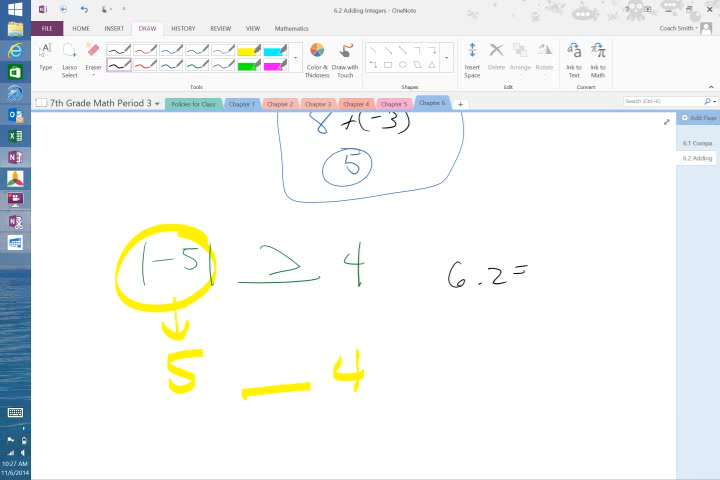 6.2 Adding Integers - OneNote
FILE HOME INSERT DRAW HISTORY REVIEW VIEW Mathematics
Coach Smith
Type Lasso Select Eraser
Color & Thickness Draw with Touch
Insert Space Delete Arrange Rotate
Ink to Text Ink to Math
Tools Shapes Edit Convert
7th Grade Math Period 3 Policies for Class Chapter 1 Chapter 2 Chapter 3 Chapter 4 Chapter 5 Chapter 6 +
Search (Ctrl+E)
Add Page
6.1 Compa
6.2 Adding
8 +(-3)
5
|-5| > 4
6.2 =
5 __ 4
10:27 AM
11/6/2014